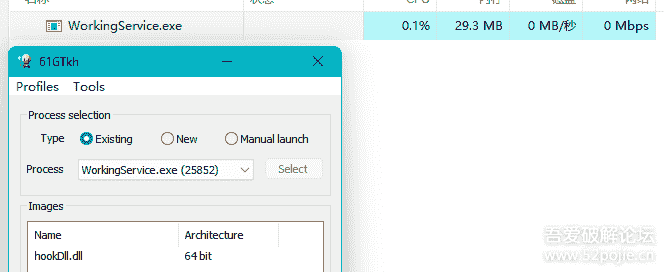 WorkingService.exe
0.1%
29.3 MB
0 MB/秒
0 Mbps
61GTkh
Profiles
Tools
Process selection
Type
Existing
New
Manual launch
Process
WorkingService.exe (25852)
Select
Images
Name
Architecture
hookDll.dll
64 bit
吾爱破解论坛
www.52pojie.cn